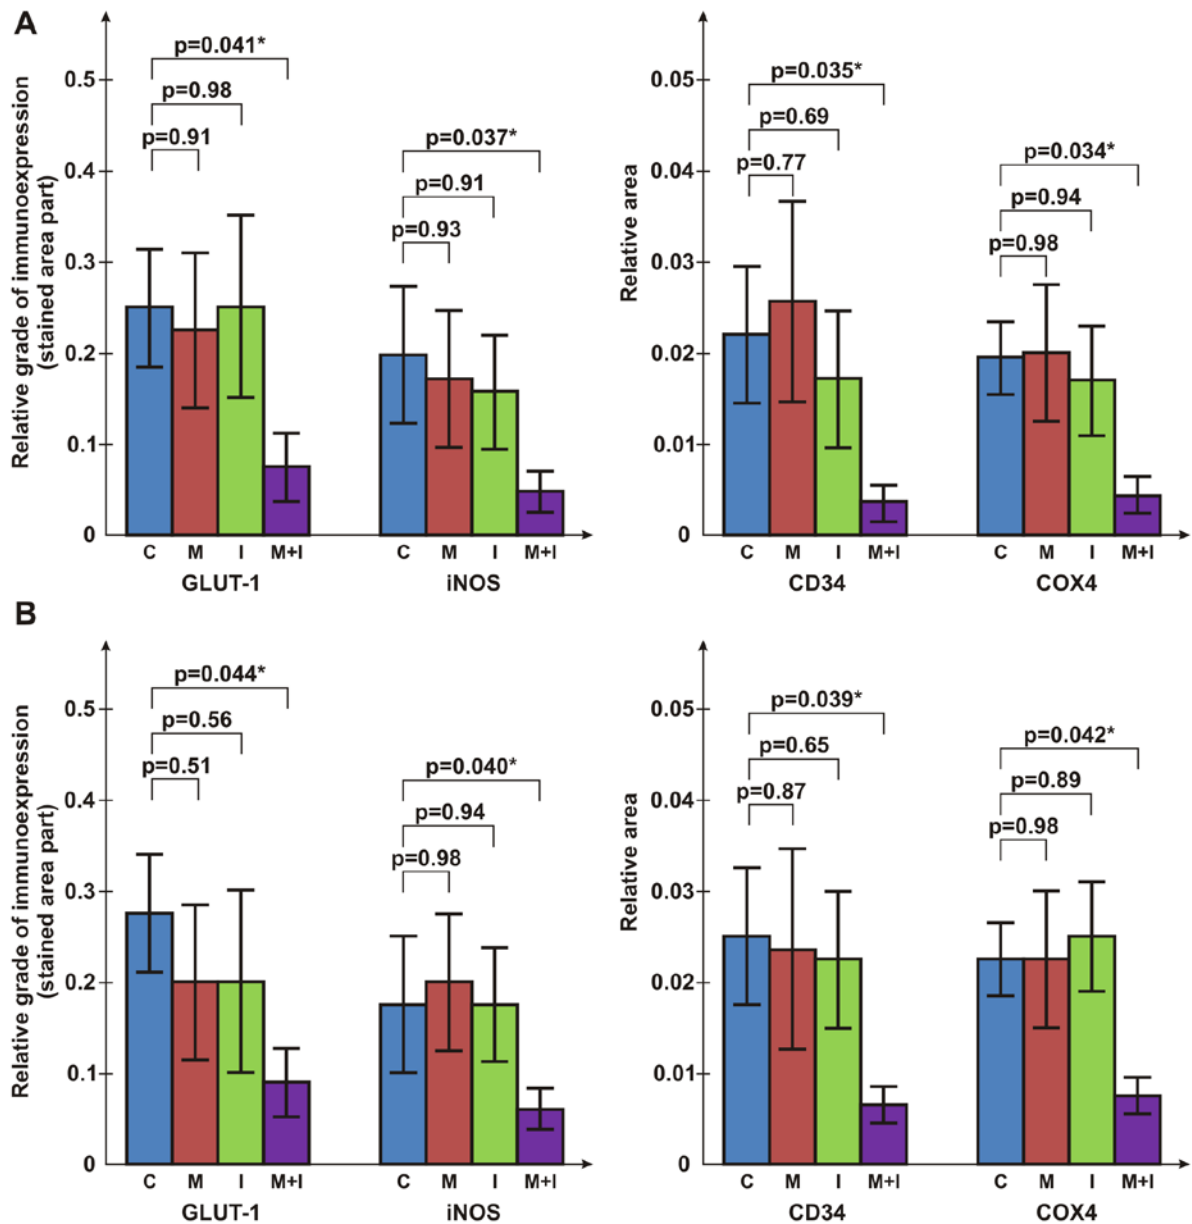 A
Relative grade of immunoexpression
(stained area part)
0.5
0.4
0.3
0.2
0.1
0
p=0.041*
p=0.98
p=0.91
p=0.037*
p=0.91
p=0.93
C M I M+I
C M I M+I
GLUT-1
iNOS
Relative area
0.05
0.04
0.03
0.02
0.01
0
p=0.035*
p=0.69
p=0.77
p=0.034*
p=0.94
p=0.98
C M I M+I
C M I M+I
CD34
COX4
B
Relative grade of immunoexpression
(stained area part)
0.5
0.4
0.3
0.2
0.1
0
p=0.044*
p=0.56
p=0.51
p=0.040*
p=0.94
p=0.98
C M I M+I
C M I M+I
GLUT-1
iNOS
Relative area
0.05
0.04
0.03
0.02
0.01
0
p=0.039*
p=0.65
p=0.87
p=0.042*
p=0.89
p=0.98
C M I M+I
C M I M+I
CD34
COX4